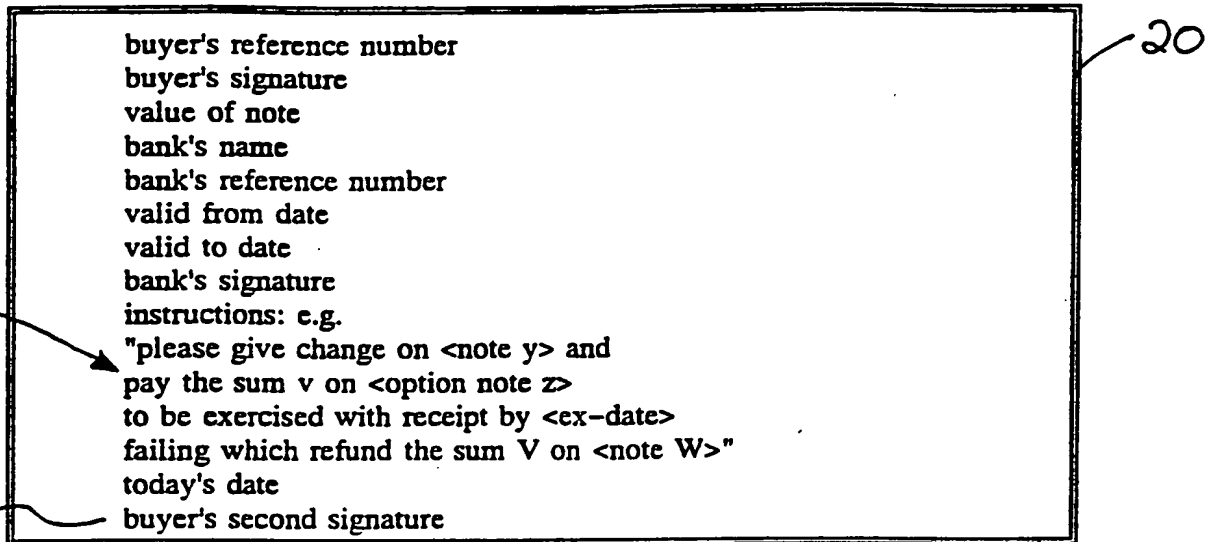 20
buyer's reference number
buyer's signature
value of note
bank's name
bank's reference number
valid from date
valid to date
bank's signature
instructions: e.g.
"please give change on <note y> and
pay the sum v on <option note z>
to be exercised with receipt by <ex-date>
failing which refund the sum V on <note W>"
today's date
buyer's second signature